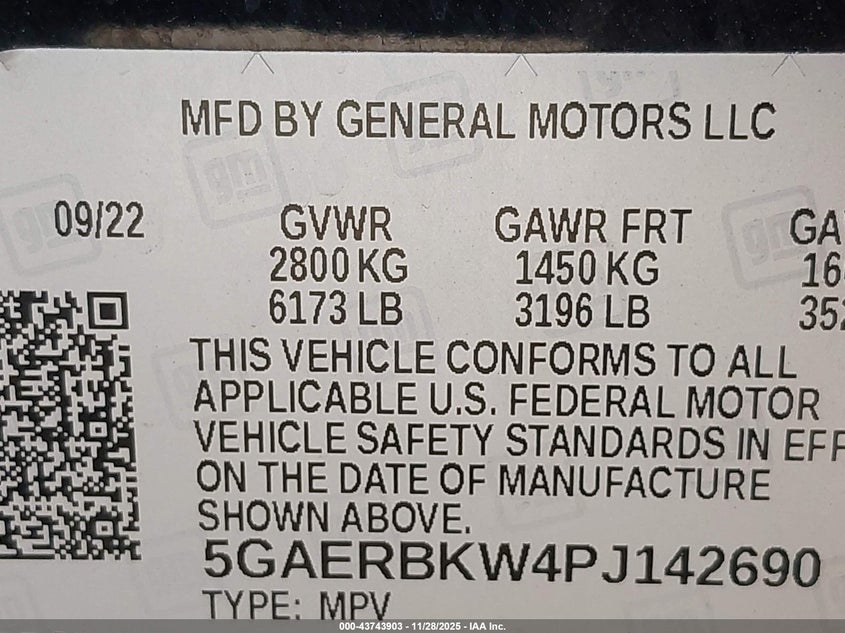 MFD BY GENERAL MOTORS LLC
09/22 GVWR GAWR FRT
2800 KG 1450 KG
6173 LB 3196 LB
THIS VEHICLE CONFORMS TO ALL
APPLICABLE U.S. FEDERAL MOTOR
VEHICLE SAFETY STANDARDS IN EFF
ON THE DATE OF MANUFACTURE
SHOWN ABOVE.
5GAERBKW4PJ142690
TYPE: MPV
000-43743903 — 11/28/2025 - IAA Inc.